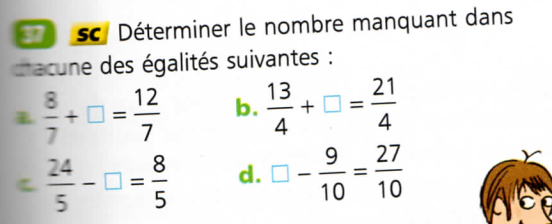 37 SC Déterminer le nombre manquant dans
chacune des égalités suivantes :
a. 8/7 + □ = 12/7 b. 13/4 + □ = 21/4
c. 24/5 − □ = 8/5 d. □ − 9/10 = 27/10